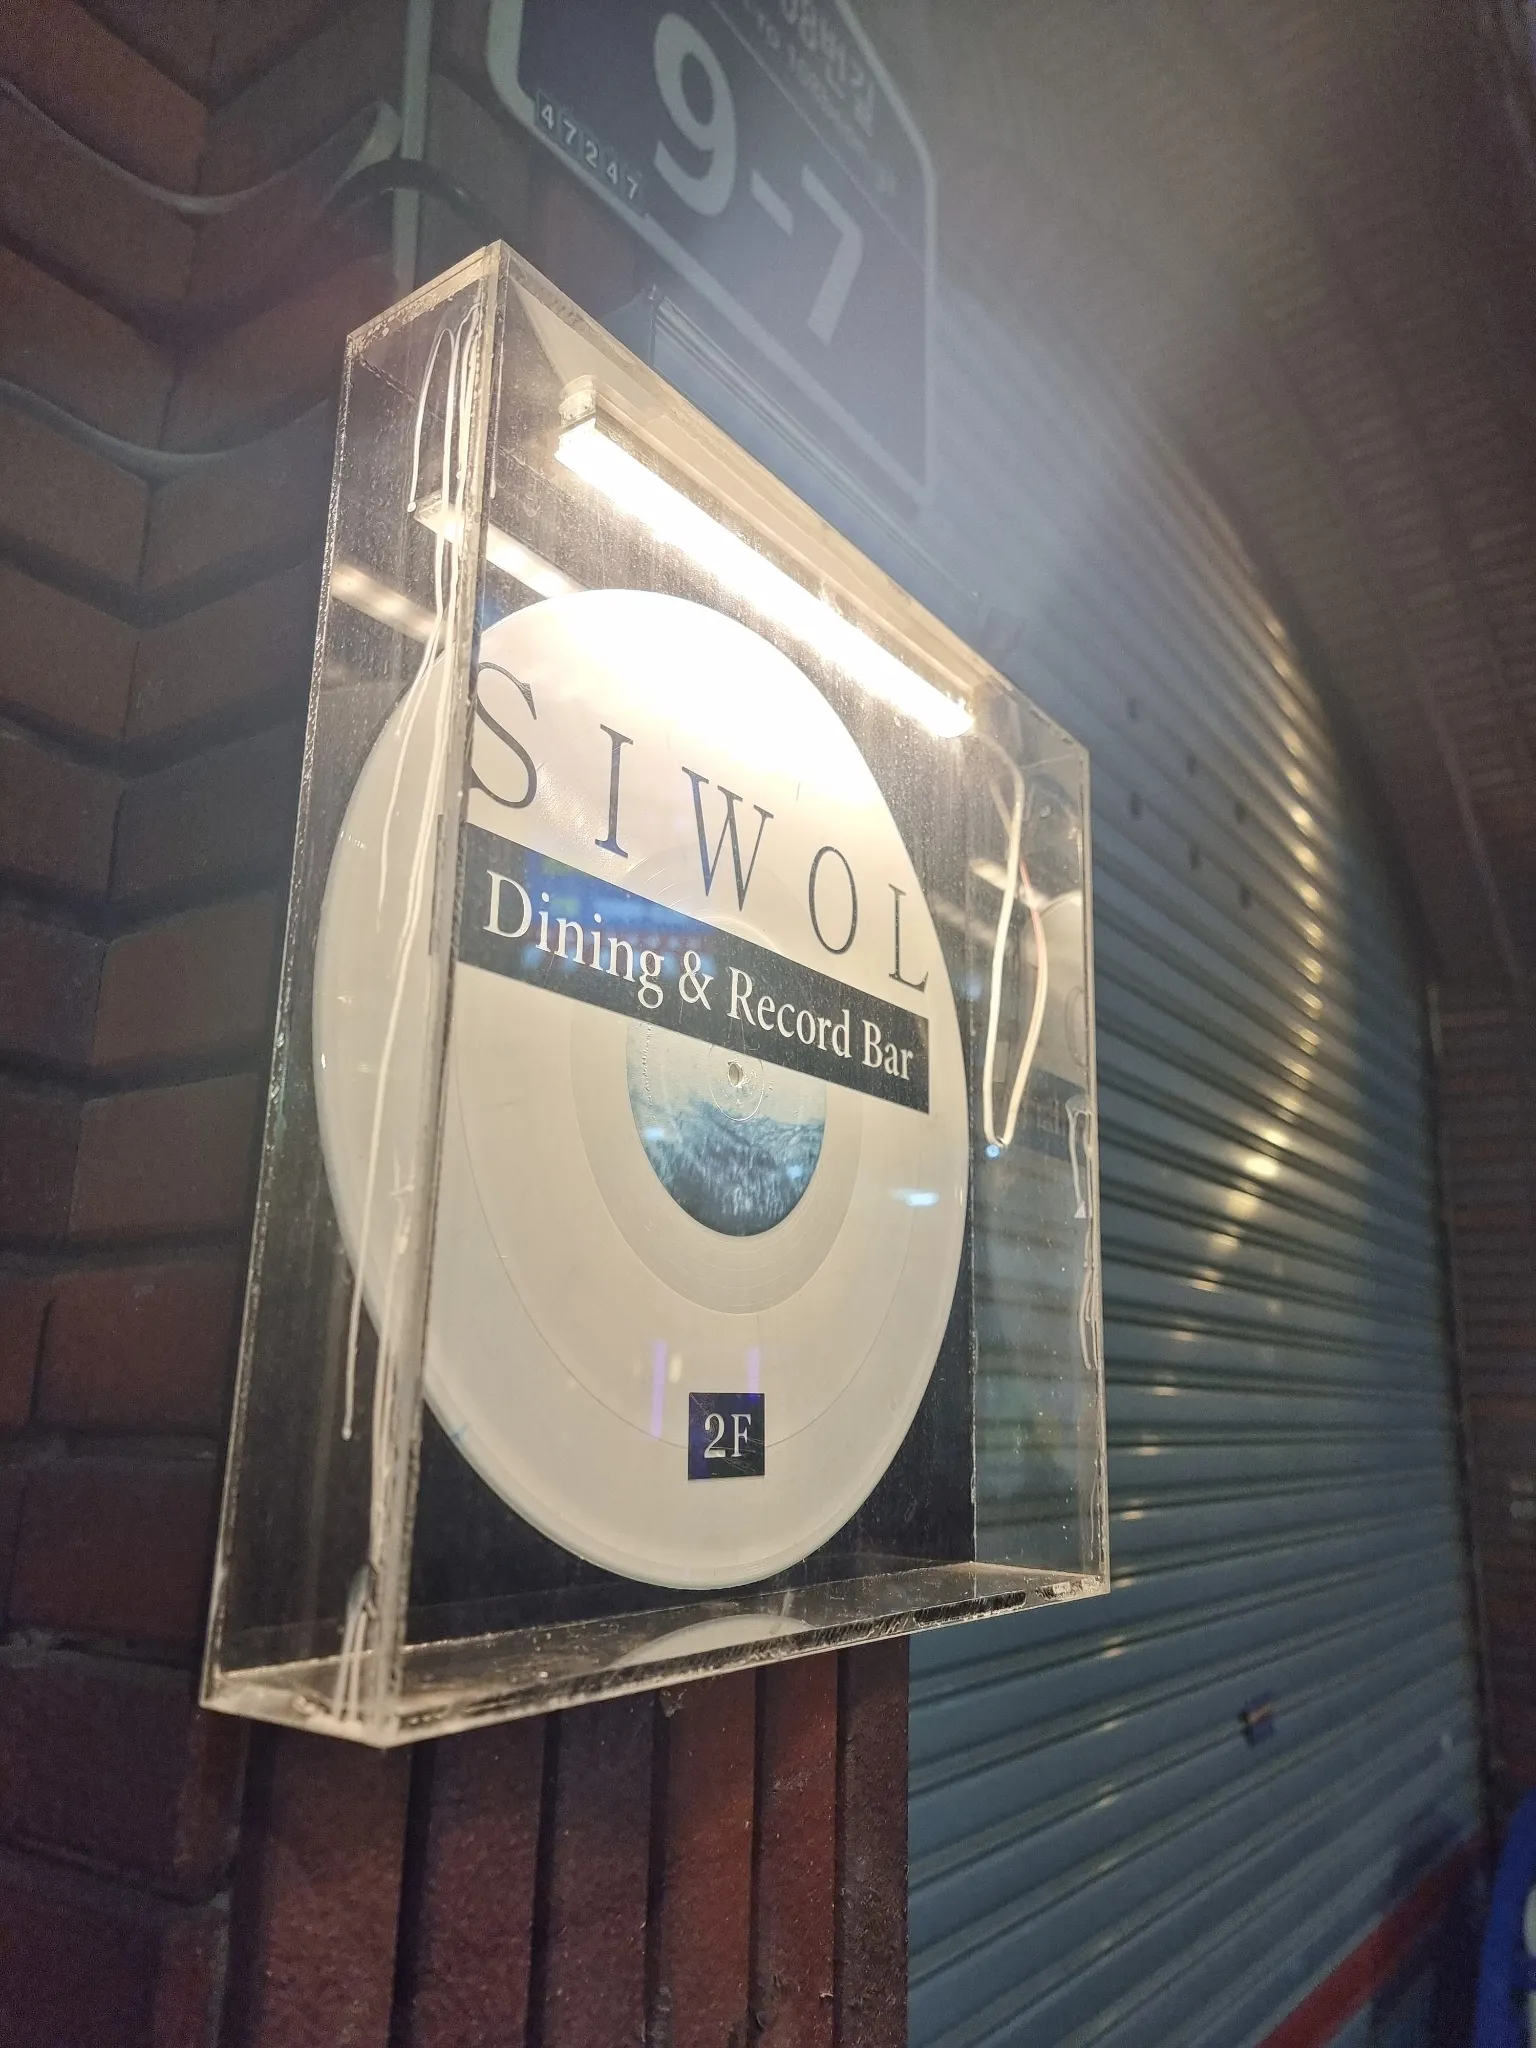 9-7
47247
SIWOL
Dining & Record Bar
2F